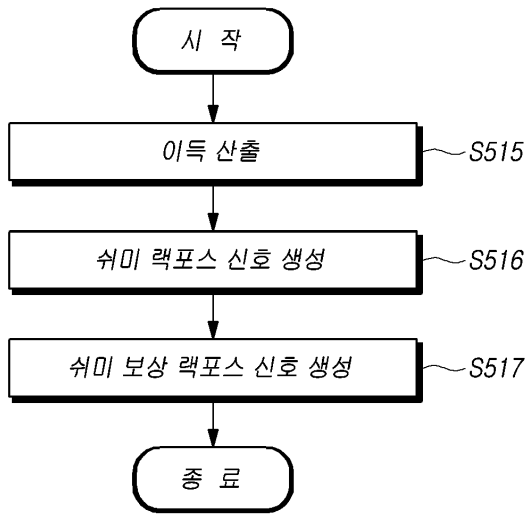 시 작
이득 산출
S515
쉬미 랙포스 신호 생성
S516
쉬미 보상 랙포스 신호 생성
S517
종 료